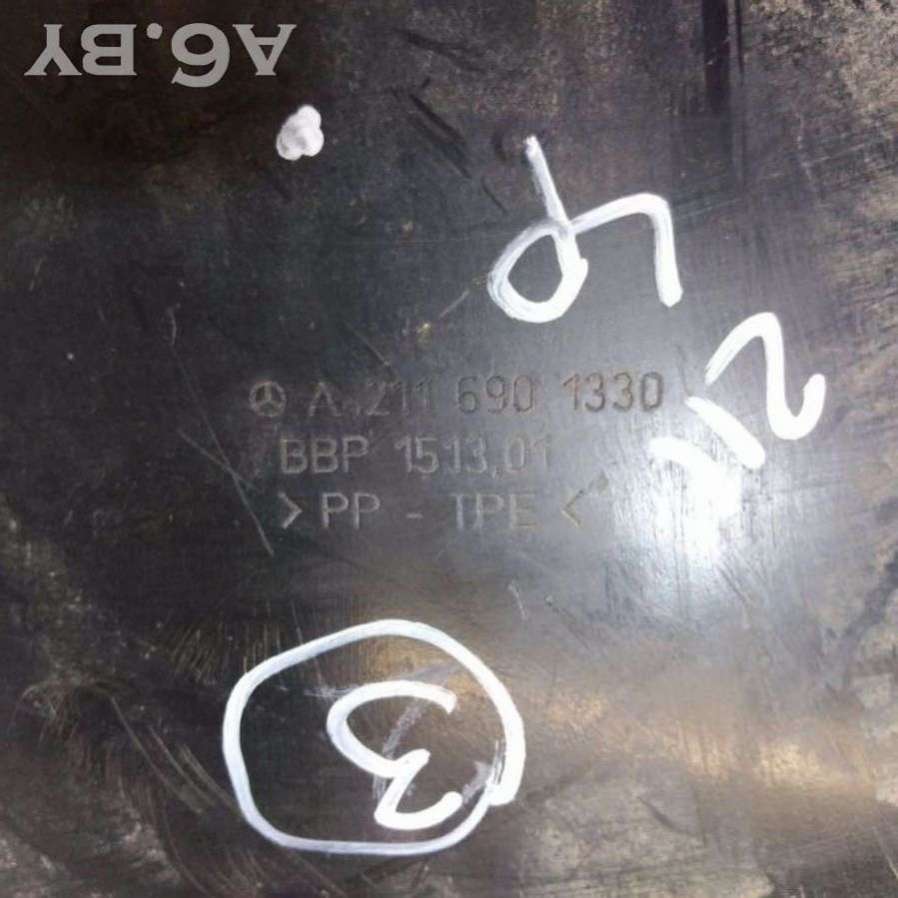 A6.BY
A 211 690 1330
BBP 1513,01
>PP - TPE<
3